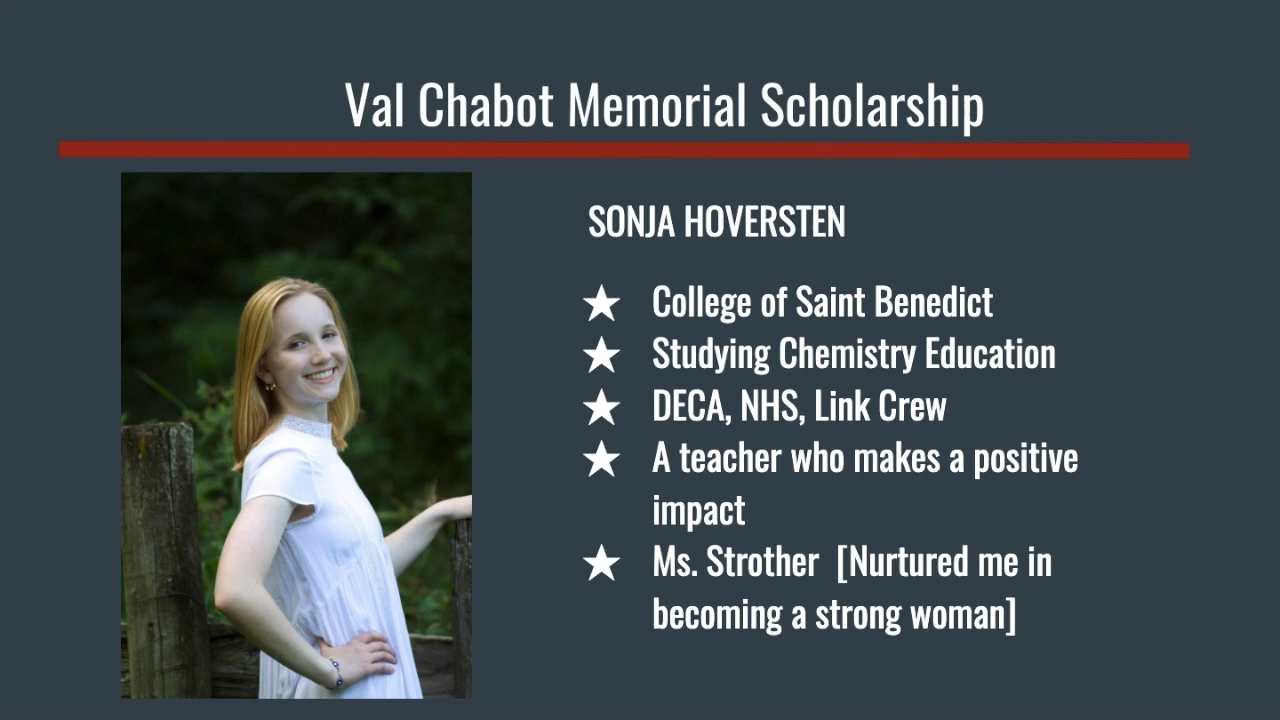 Val Chabot Memorial Scholarship
SONJA HOVERSTEN
★ College of Saint Benedict
★ Studying Chemistry Education
★ DECA, NHS, Link Crew
★ A teacher who makes a positive
impact
★ Ms. Strother [Nurtured me in
becoming a strong woman]